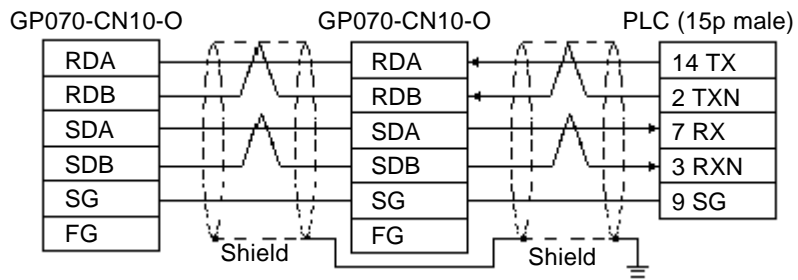 GP070-CN10-O GP070-CN10-O PLC (15p male)
RDA RDA 14 TX
RDB RDB 2 TXN
SDA SDA 7 RX
SDB SDB 3 RXN
SG SG 9 SG
FG FG
Shield Shield